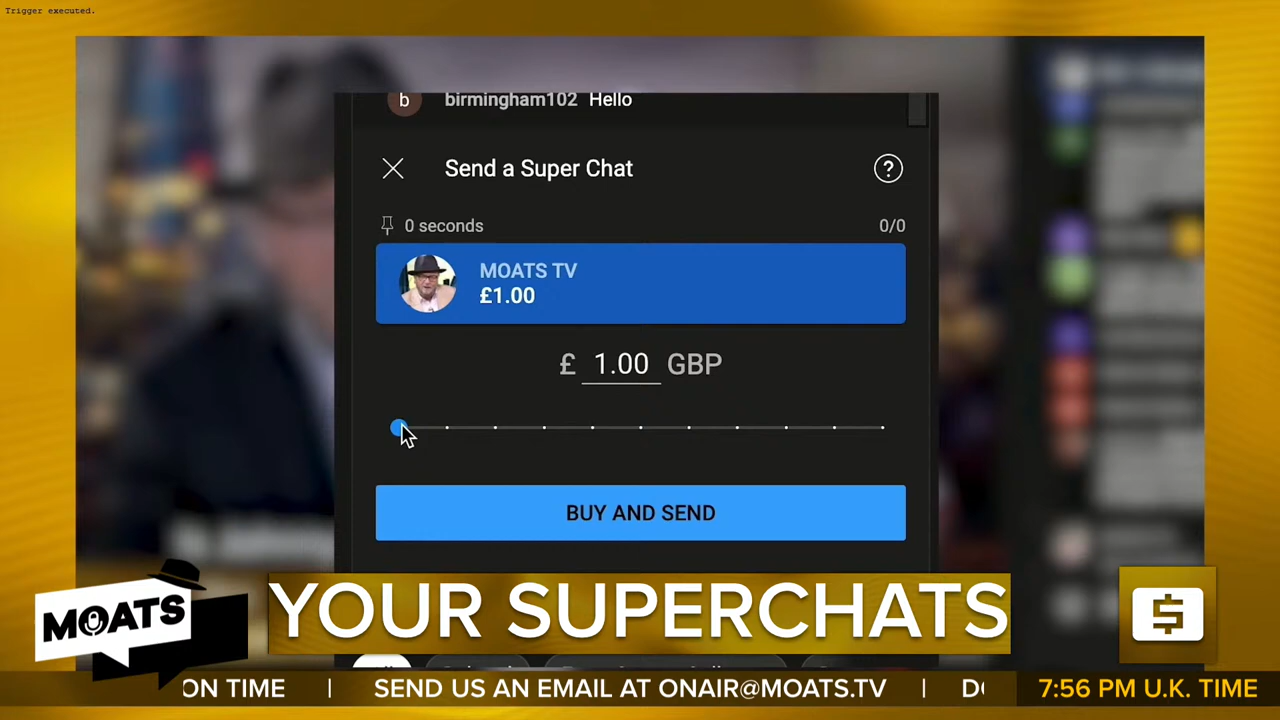 Trigger executed.
b birmingham102 Hello
Send a Super Chat ?
0 seconds 0/0
MOATS TV
£1.00
£ 1.00 GBP
BUY AND SEND
MOATS
YOUR SUPERCHATS
ON TIME | SEND US AN EMAIL AT ONAIR@MOATS.TV | 7:56 PM U.K. TIME